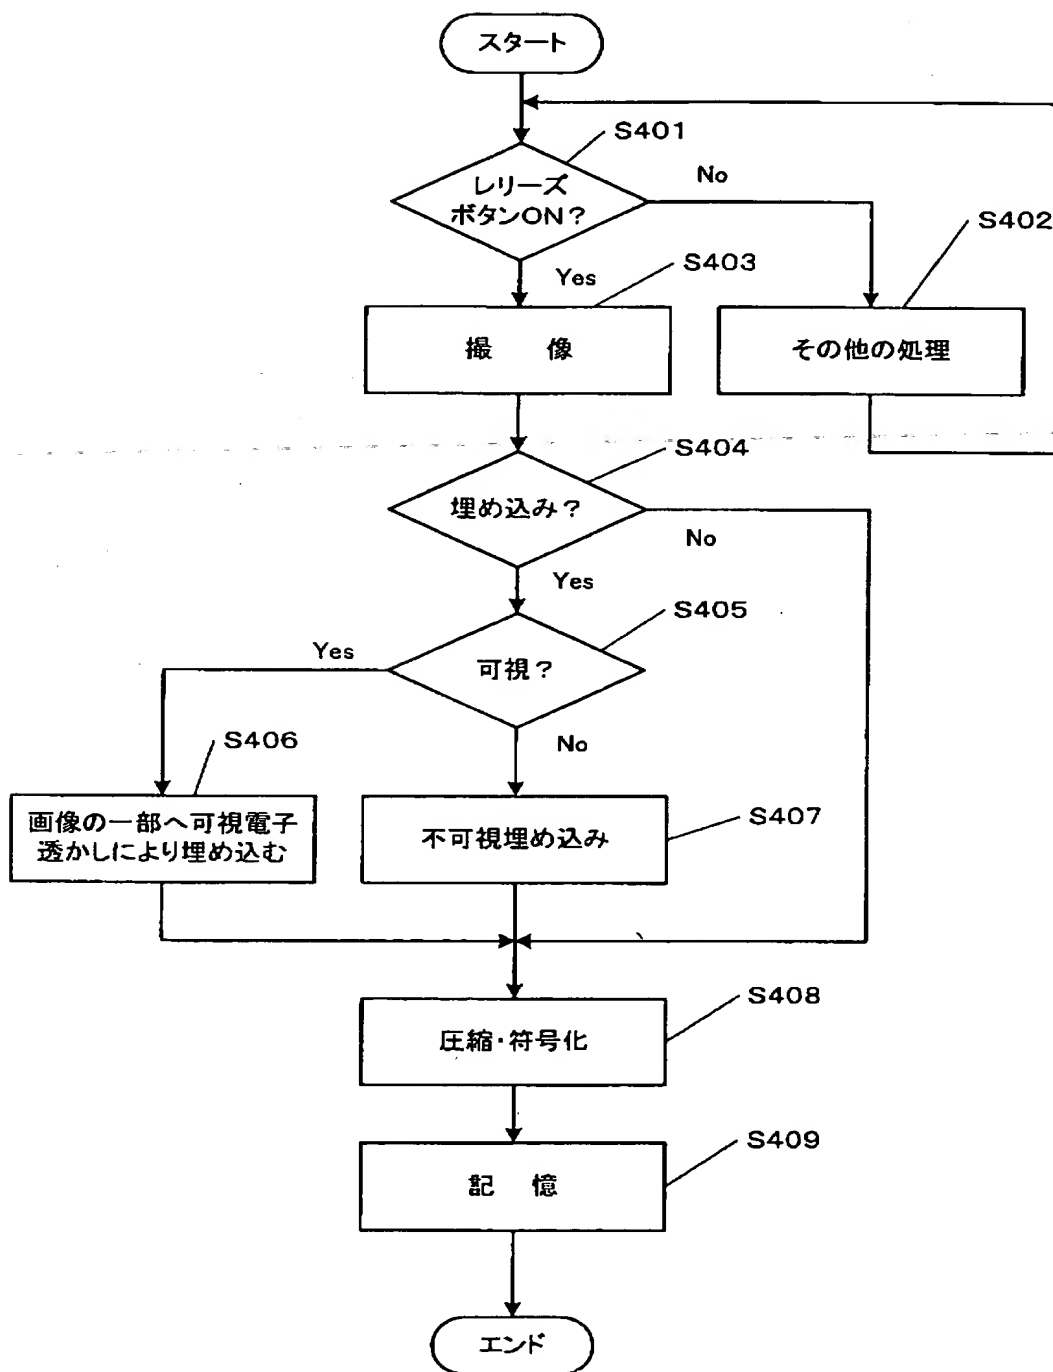 スタート
S401
レリーズ
ボタンON?
No
S402
Yes
S403
撮 像
その他の処理
S404
埋め込み?
No
Yes
S405
可視?
Yes
No
S406
画像の一部へ可視電子
透かしにより埋め込む
S407
不可視埋め込み
S408
圧縮・符号化
S409
記 憶
エンド